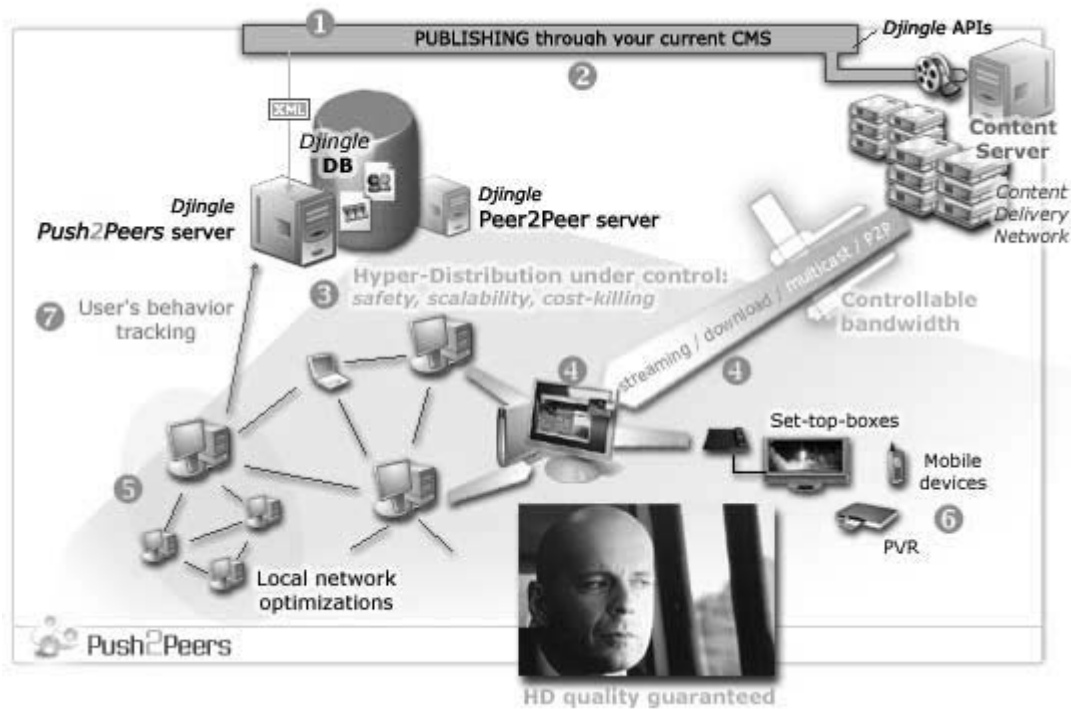 1
PUBLISHING through your current CMS
Djingle APIs
2
XML
Djingle
DB
Content
Server
Djingle
Push2Peers server
Djingle
Peer2Peer server
Content
Delivery
Network
3
Hyper-Distribution under control:
safety, scalability, cost-killing
7
User's behavior
tracking
streaming / download / multicast / P2P
Controllable
bandwidth
4
4
Set-top-boxes
Mobile
devices
5
6
PVR
Local network
optimizations
Push2Peers
HD quality guaranteed